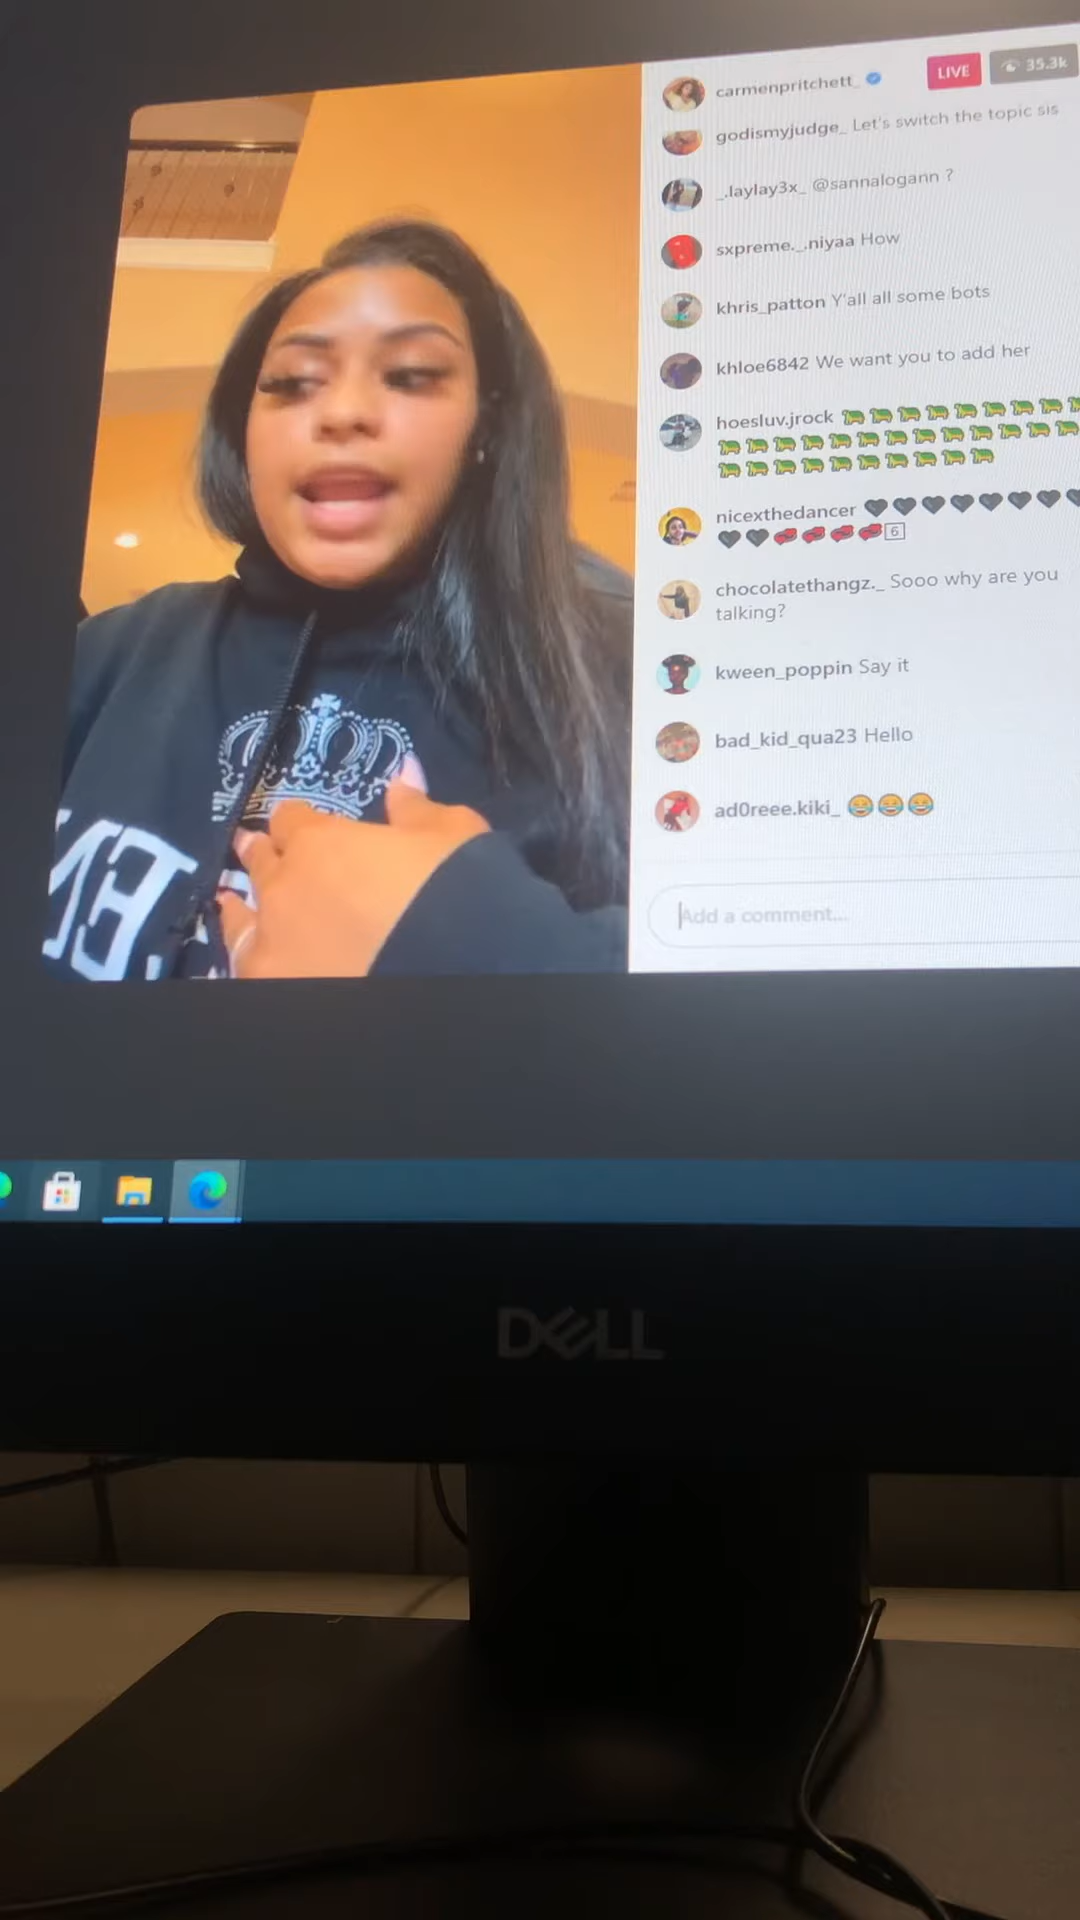 carmenpritchett_
LIVE
35.3k
godismyjudge_ Let's switch the topic sis
_.laylay3x_ @sannalogann ?
sxpreme._.niyaa How
khris_patton Y'all all some bots
khloe6842 We want you to add her
hoesluv.jrock 🐢🐢🐢🐢🐢🐢🐢🐢🐢
nicexthedancer 🖤🖤🖤🖤🖤🖤🖤🖤
🖤🖤💞💞💞💞6
chocolatethangz._ Sooo why are you
talking?
kween_poppin Say it
bad_kid_qua23 Hello
ad0reee.kiki_ 😂😂😂
Add a comment...
DELL